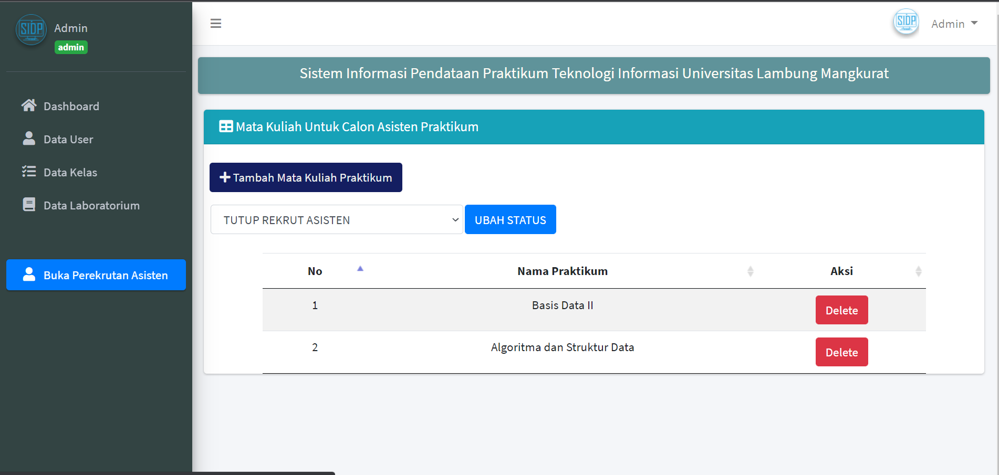 SIDP
Admin
admin
Dashboard
Data User
Data Kelas
Data Laboratorium
Buka Perekrutan Asisten
SIDP
Admin
Sistem Informasi Pendataan Praktikum Teknologi Informasi Universitas Lambung Mangkurat
Mata Kuliah Untuk Calon Asisten Praktikum
Tambah Mata Kuliah Praktikum
TUTUP REKRUT ASISTEN UBAH STATUS
No Nama Praktikum Aksi
1 Basis Data II Delete
2 Algoritma dan Struktur Data Delete